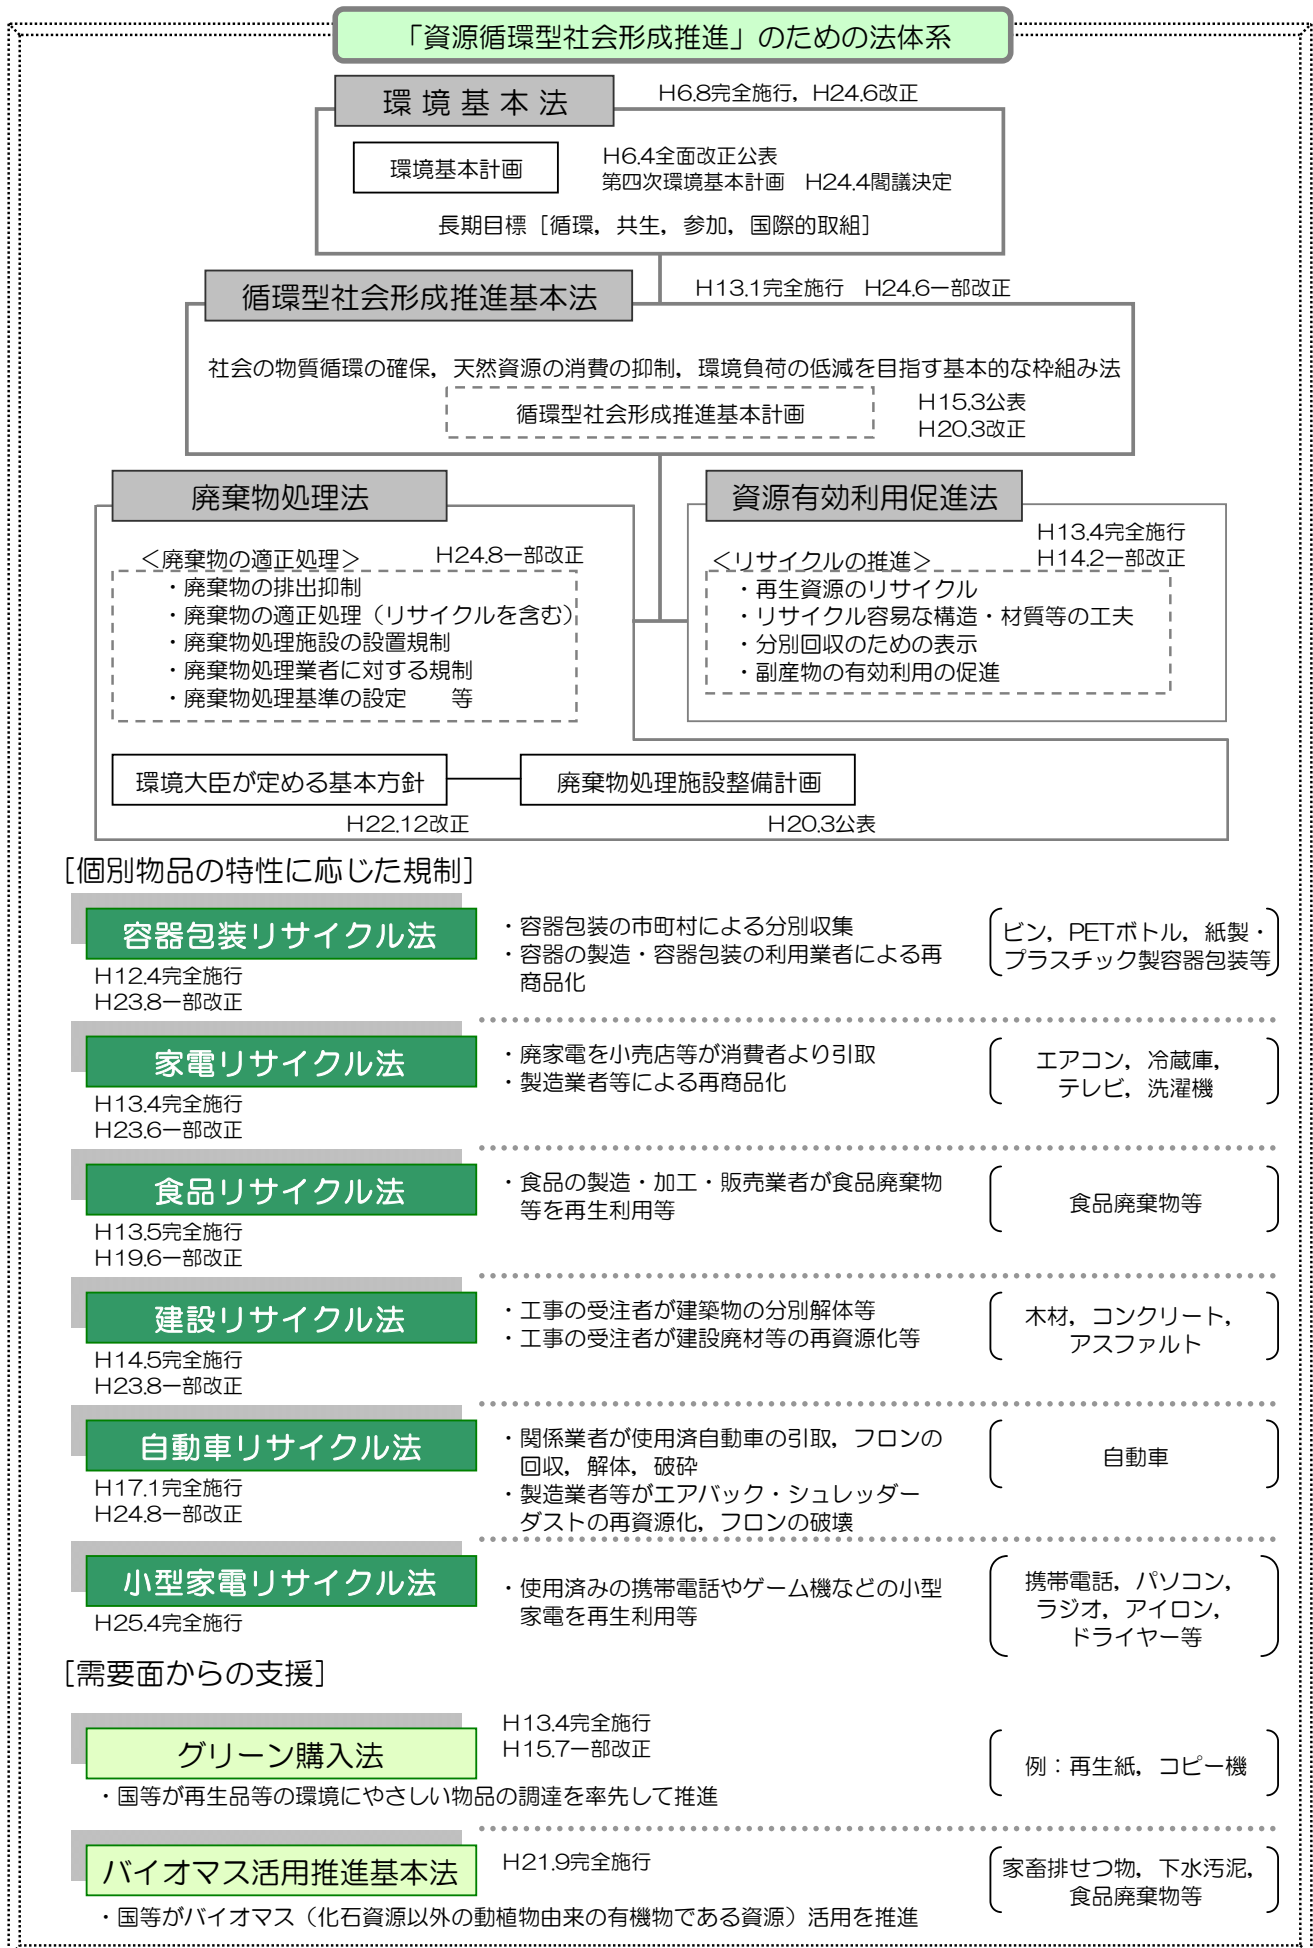 「資源循環型社会形成推進」のための法体系
環境基本法
H6.8完全施行，H24.6改正
環境基本計画
H6.4全面改正公表
第四次環境基本計画　H24.4閣議決定
長期目標［循環，共生，参加，国際的取組］
循環型社会形成推進基本法
H13.1完全施行　H24.6一部改正
社会の物質循環の確保，天然資源の消費の抑制，環境負荷の低減を目指す基本的な枠組み法
循環型社会形成推進基本計画
H15.3公表
H20.3改正
廃棄物処理法
＜廃棄物の適正処理＞
H24.8一部改正
・廃棄物の排出抑制
・廃棄物の適正処理（リサイクルを含む）
・廃棄物処理施設の設置規制
・廃棄物処理業者に対する規制
・廃棄物処理基準の設定　　等
資源有効利用促進法
H13.4完全施行
H14.2一部改正
＜リサイクルの推進＞
・再生資源のリサイクル
・リサイクル容易な構造・材質等の工夫
・分別回収のための表示
・副産物の有効利用の促進
環境大臣が定める基本方針
廃棄物処理施設整備計画
H22.12改正
H20.3公表
［個別物品の特性に応じた規制］
容器包装リサイクル法
H12.4完全施行
H23.8一部改正
・容器包装の市町村による分別収集
・容器の製造・容器包装の利用業者による再
商品化
ビン，PETボトル，紙製・
プラスチック製容器包装等
家電リサイクル法
H13.4完全施行
H23.6一部改正
・廃家電を小売店等が消費者より引取
・製造業者等による再商品化
エアコン，冷蔵庫，
テレビ，洗濯機
食品リサイクル法
H13.5完全施行
H19.6一部改正
・食品の製造・加工・販売業者が食品廃棄物
等を再生利用等
食品廃棄物等
建設リサイクル法
H14.5完全施行
H23.8一部改正
・工事の受注者が建築物の分別解体等
・工事の受注者が建設廃材等の再資源化等
木材，コンクリート，
アスファルト
自動車リサイクル法
H17.1完全施行
H24.8一部改正
・関係業者が使用済自動車の引取，フロンの
回収，解体，破砕
・製造業者等がエアバック・シュレッダー
ダストの再資源化，フロンの破壊
自動車
小型家電リサイクル法
H25.4完全施行
・使用済みの携帯電話やゲーム機などの小型
家電を再生利用等
携帯電話，パソコン，
ラジオ，アイロン，
ドライヤー等
［需要面からの支援］
グリーン購入法
H13.4完全施行
H15.7一部改正
・国等が再生品等の環境にやさしい物品の調達を率先して推進
例：再生紙，コピー機
バイオマス活用推進基本法
H21.9完全施行
・国等がバイオマス（化石資源以外の動植物由来の有機物である資源）活用を推進
家畜排せつ物，下水汚泥，
食品廃棄物等